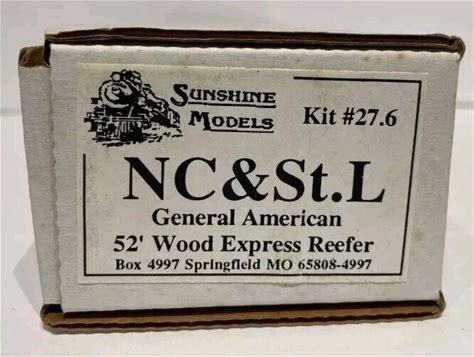 SUNSHINE
MODELS
Kit #27.6
NC&St.L
General American
52' Wood Express Reefer
Box 4997 Springfield MO 65808-4997